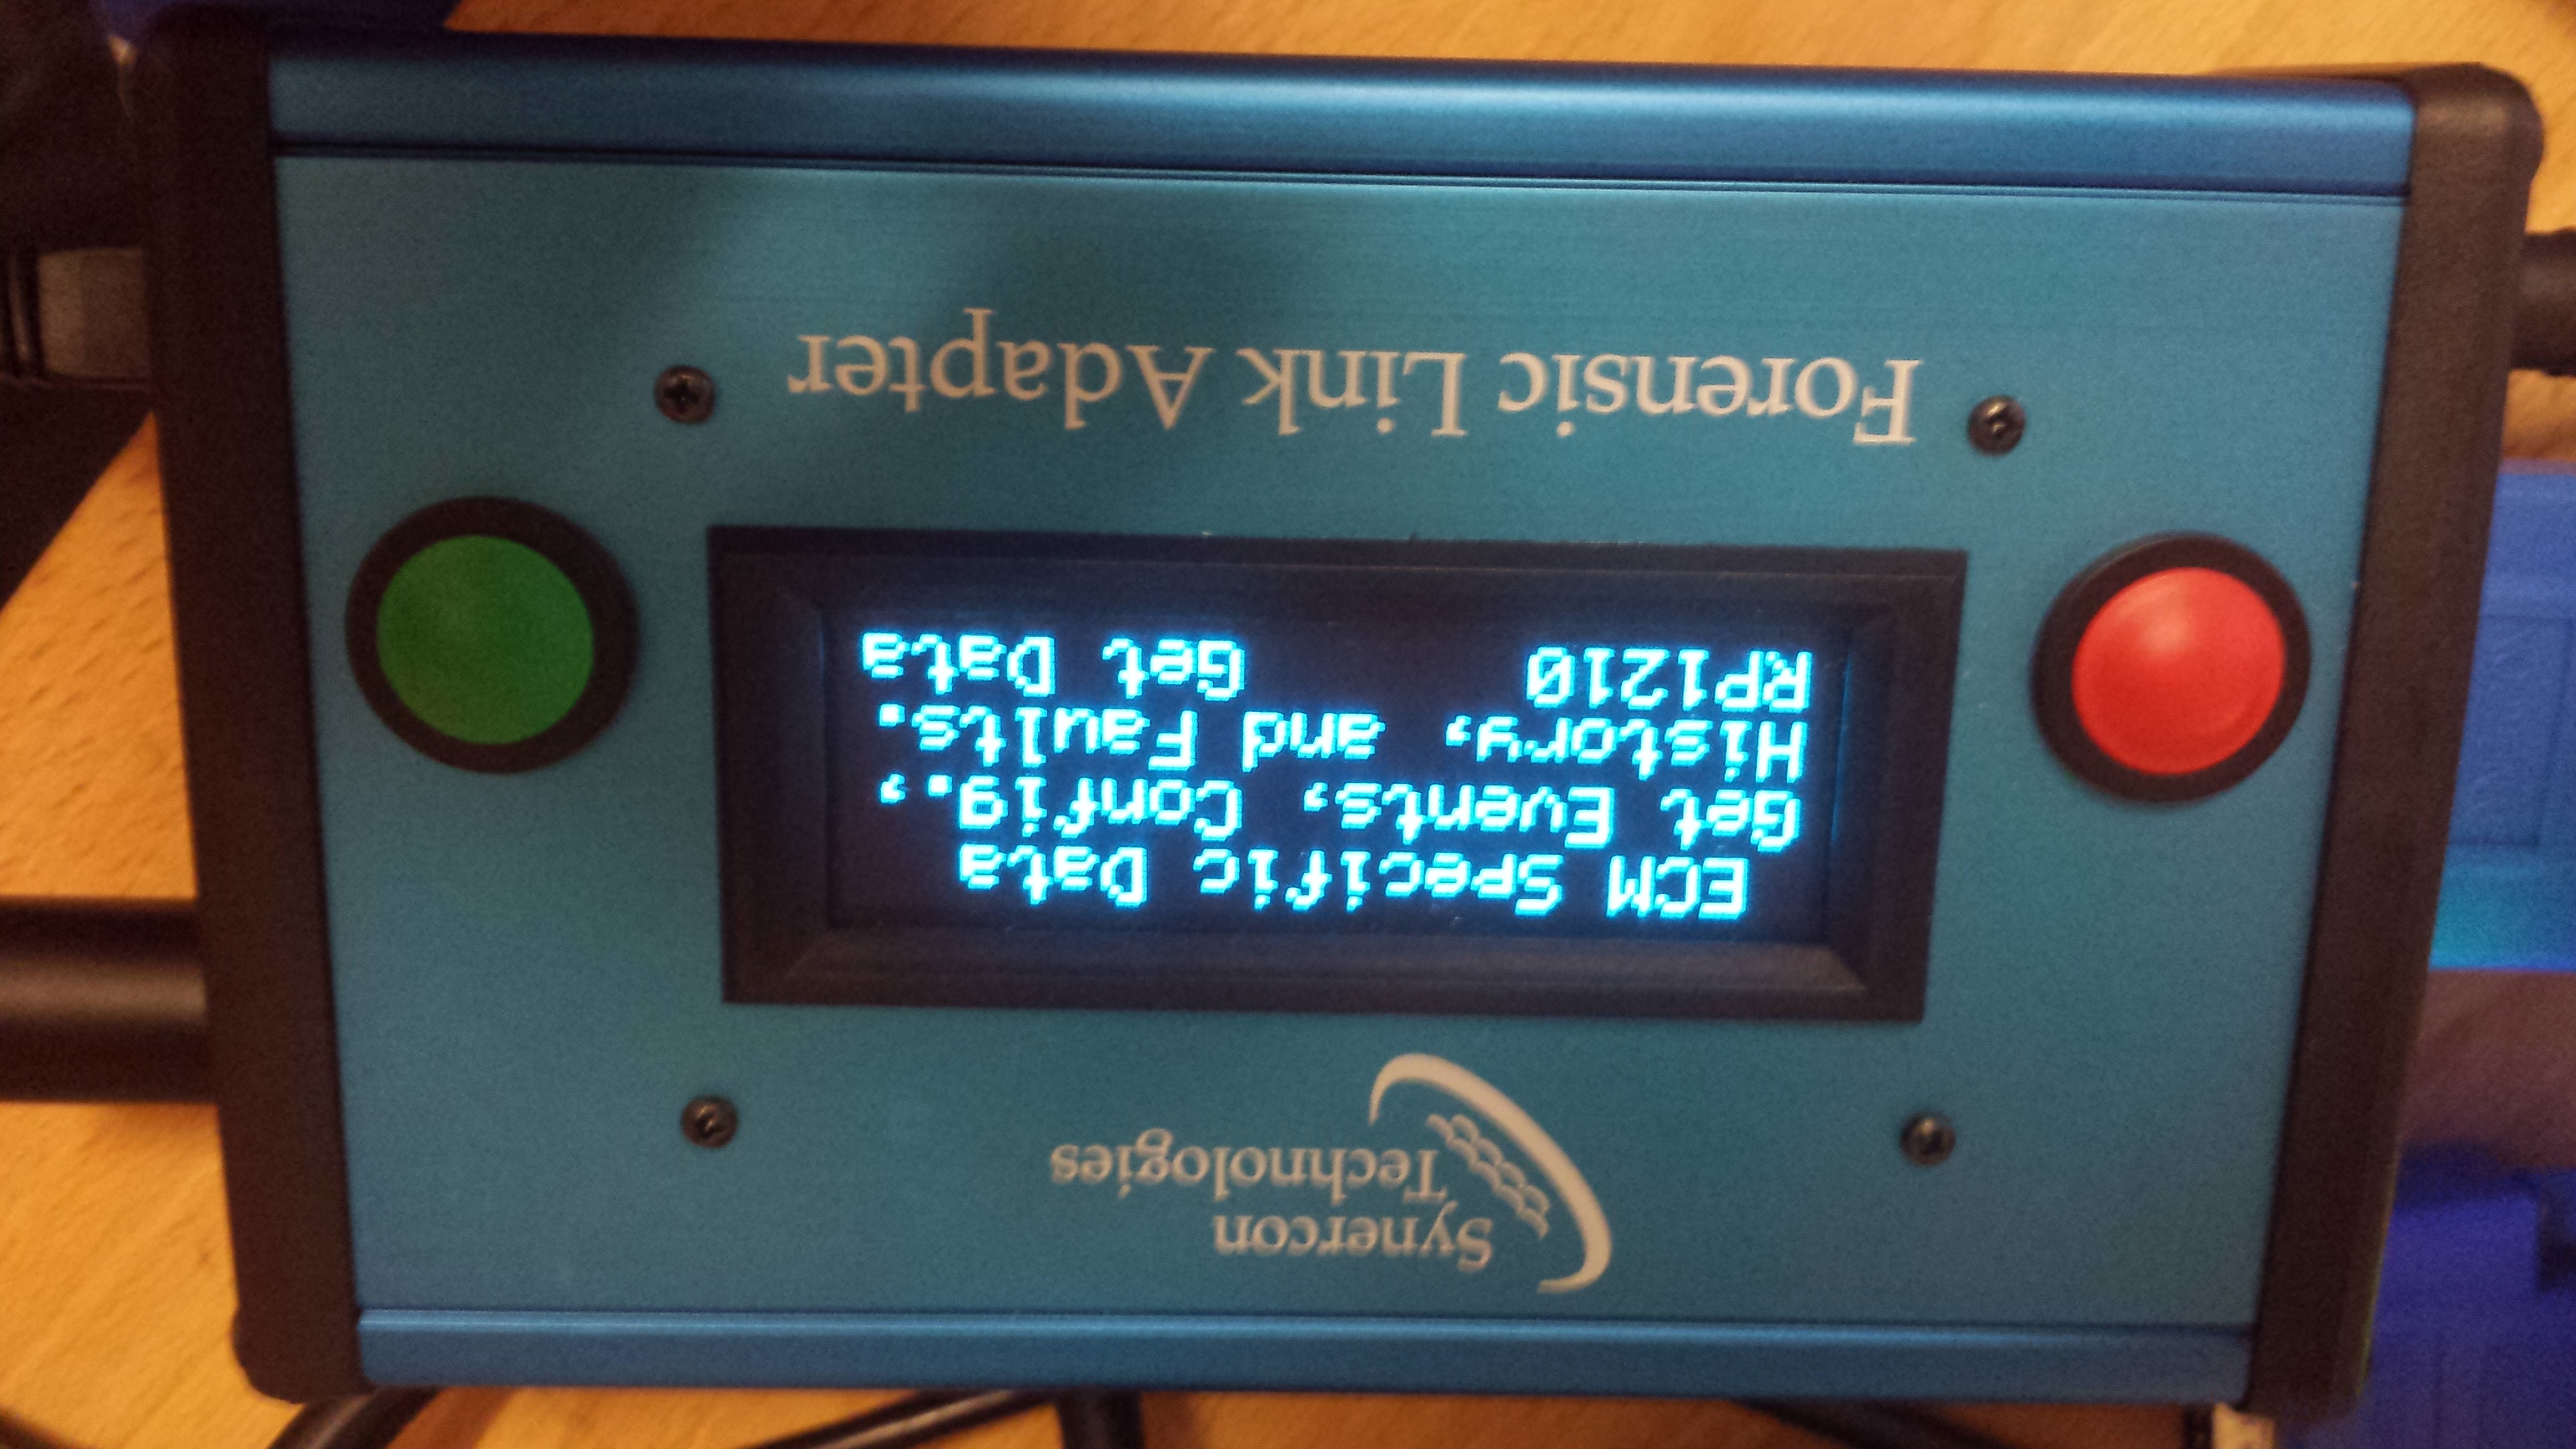 Synercon
Technologies
ECM Specific Data
Get Events, Config.,
History, and Faults.
RP1210 Get Data
Forensic Link Adapter